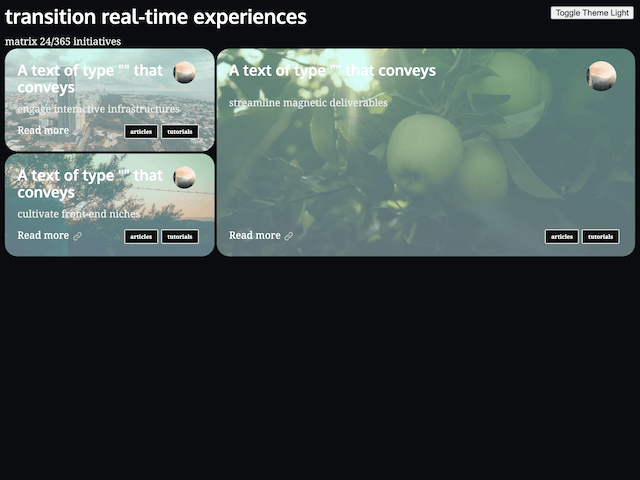 transition real-time experiences
Toggle Theme Light
matrix 24/365 initiatives
A text of type "" that
conveys
engage interactive infrastructures
Read more
articles
tutorials
A text of type "" that conveys
streamline magnetic deliverables
Read more
articles
tutorials
A text of type "" that
conveys
cultivate front-end niches
Read more
articles
tutorials